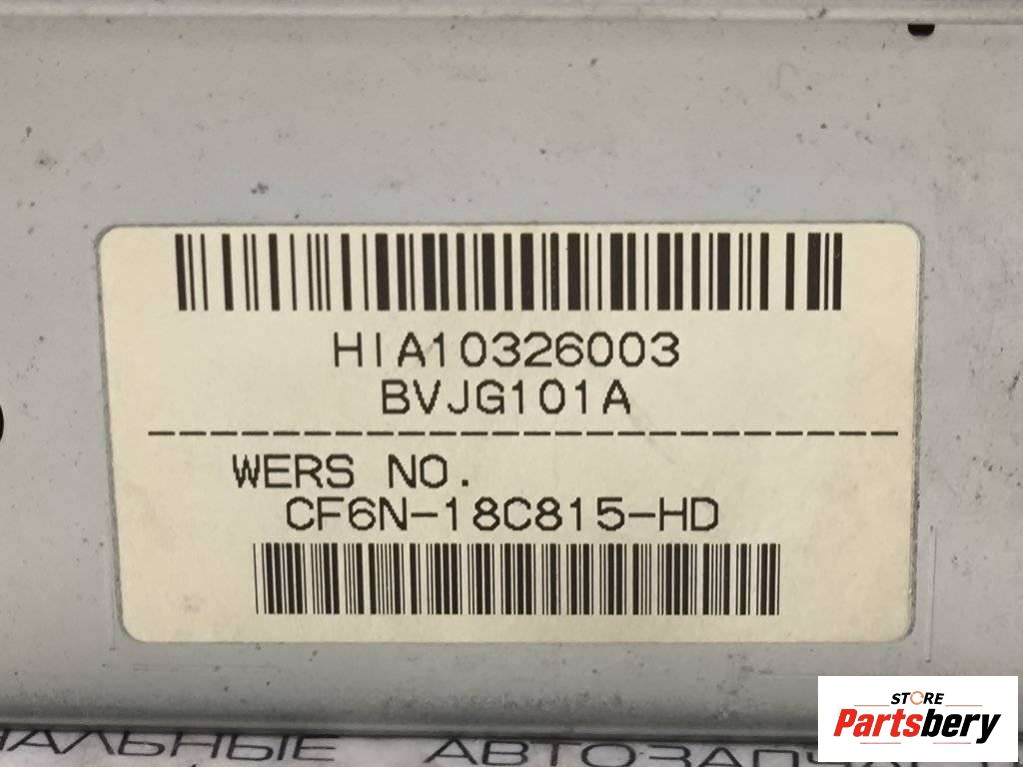 HIA10326003
BVJG101A
WERS NO.
CF6N-18C815-HD
STORE
Partsbery